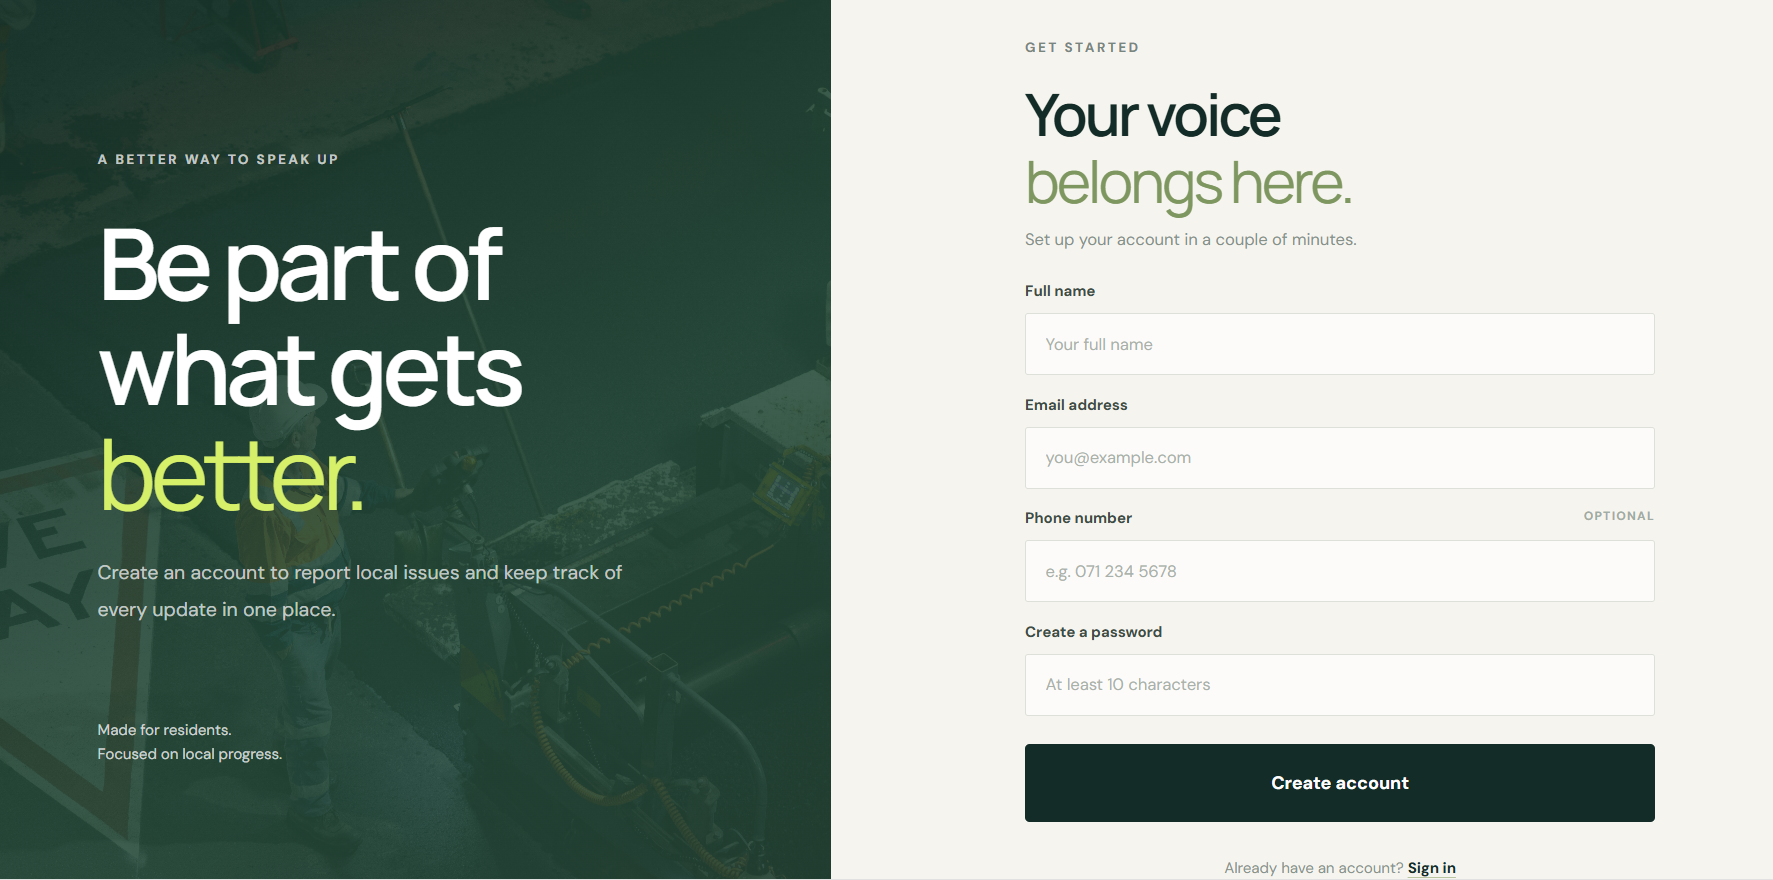 A BETTER WAY TO SPEAK UP
Be part of
what gets
better.
Create an account to report local issues and keep track of
every update in one place.
Made for residents.
Focused on local progress.
GET STARTED
Your voice
belongs here.
Set up your account in a couple of minutes.
Full name
Your full name
Email address
you@example.com
Phone number
OPTIONAL
e.g. 071 234 5678
Create a password
At least 10 characters
Create account
Already have an account? Sign in